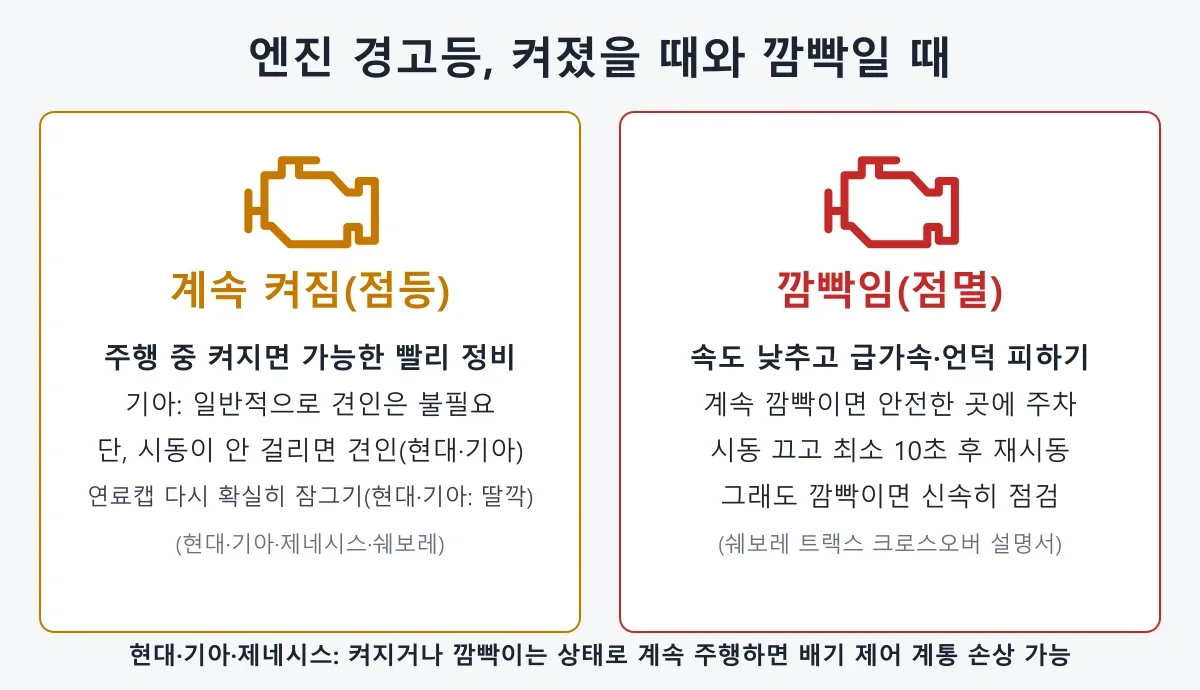 엔진 경고등, 켜졌을 때와 깜빡일 때
계속 켜짐(점등)
주행 중 켜지면 가능한 빨리 정비
기아: 일반적으로 견인은 불필요
단, 시동이 안 걸리면 견인(현대·기아)
연료캡 다시 확실히 잠그기(현대·기아: 딸깍)
(현대·기아·제네시스·쉐보레)
깜빡임(점멸)
속도 낮추고 급가속·언덕 피하기
계속 깜빡이면 안전한 곳에 주차
시동 끄고 최소 10초 후 재시동
그래도 깜빡이면 신속히 점검
(쉐보레 트랙스 크로스오버 설명서)
현대·기아·제네시스: 켜지거나 깜빡이는 상태로 계속 주행하면 배기 제어 계통 손상 가능